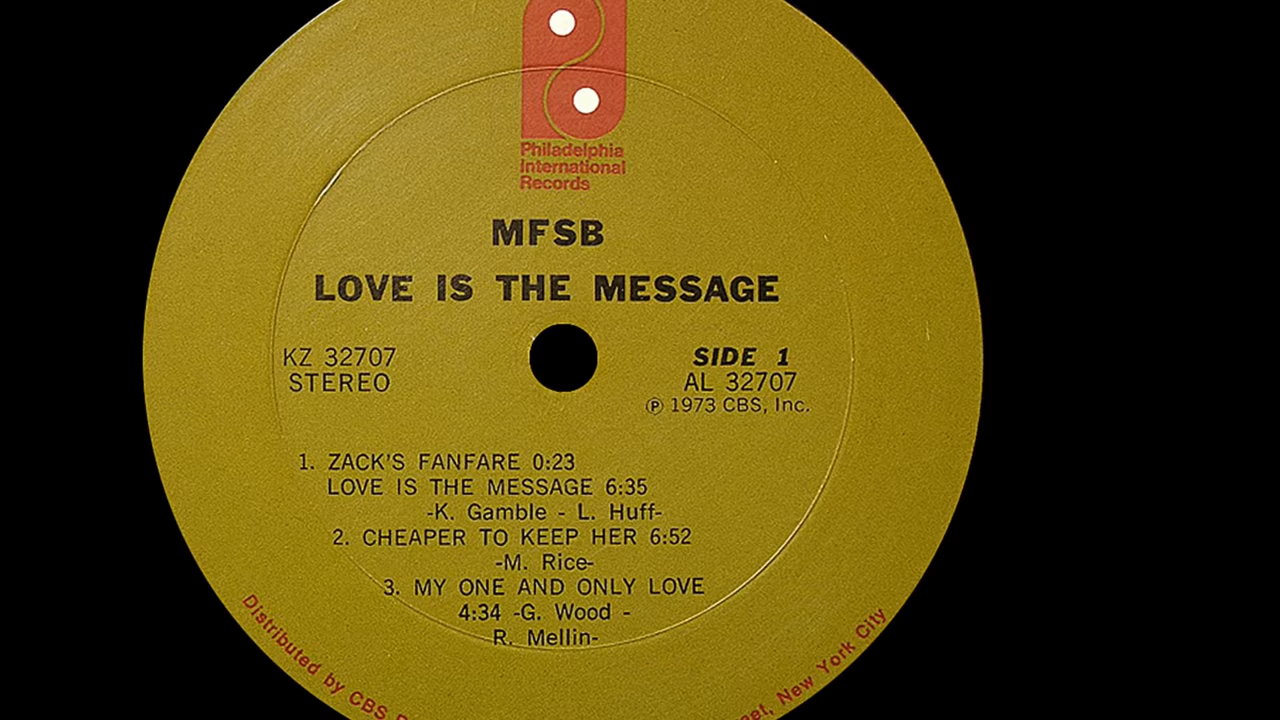 Philadelphia
International
Records
MFSB
LOVE IS THE MESSAGE
KZ 32707
STEREO
SIDE 1
AL 32707
℗ 1973 CBS, Inc.
1. ZACK'S FANFARE 0:23
LOVE IS THE MESSAGE 6:35
-K. Gamble - L. Huff-
2. CHEAPER TO KEEP HER 6:52
-M. Rice-
3. MY ONE AND ONLY LOVE
4:34 -G. Wood -
R. Mellin-
Distributed by CBS
New York City